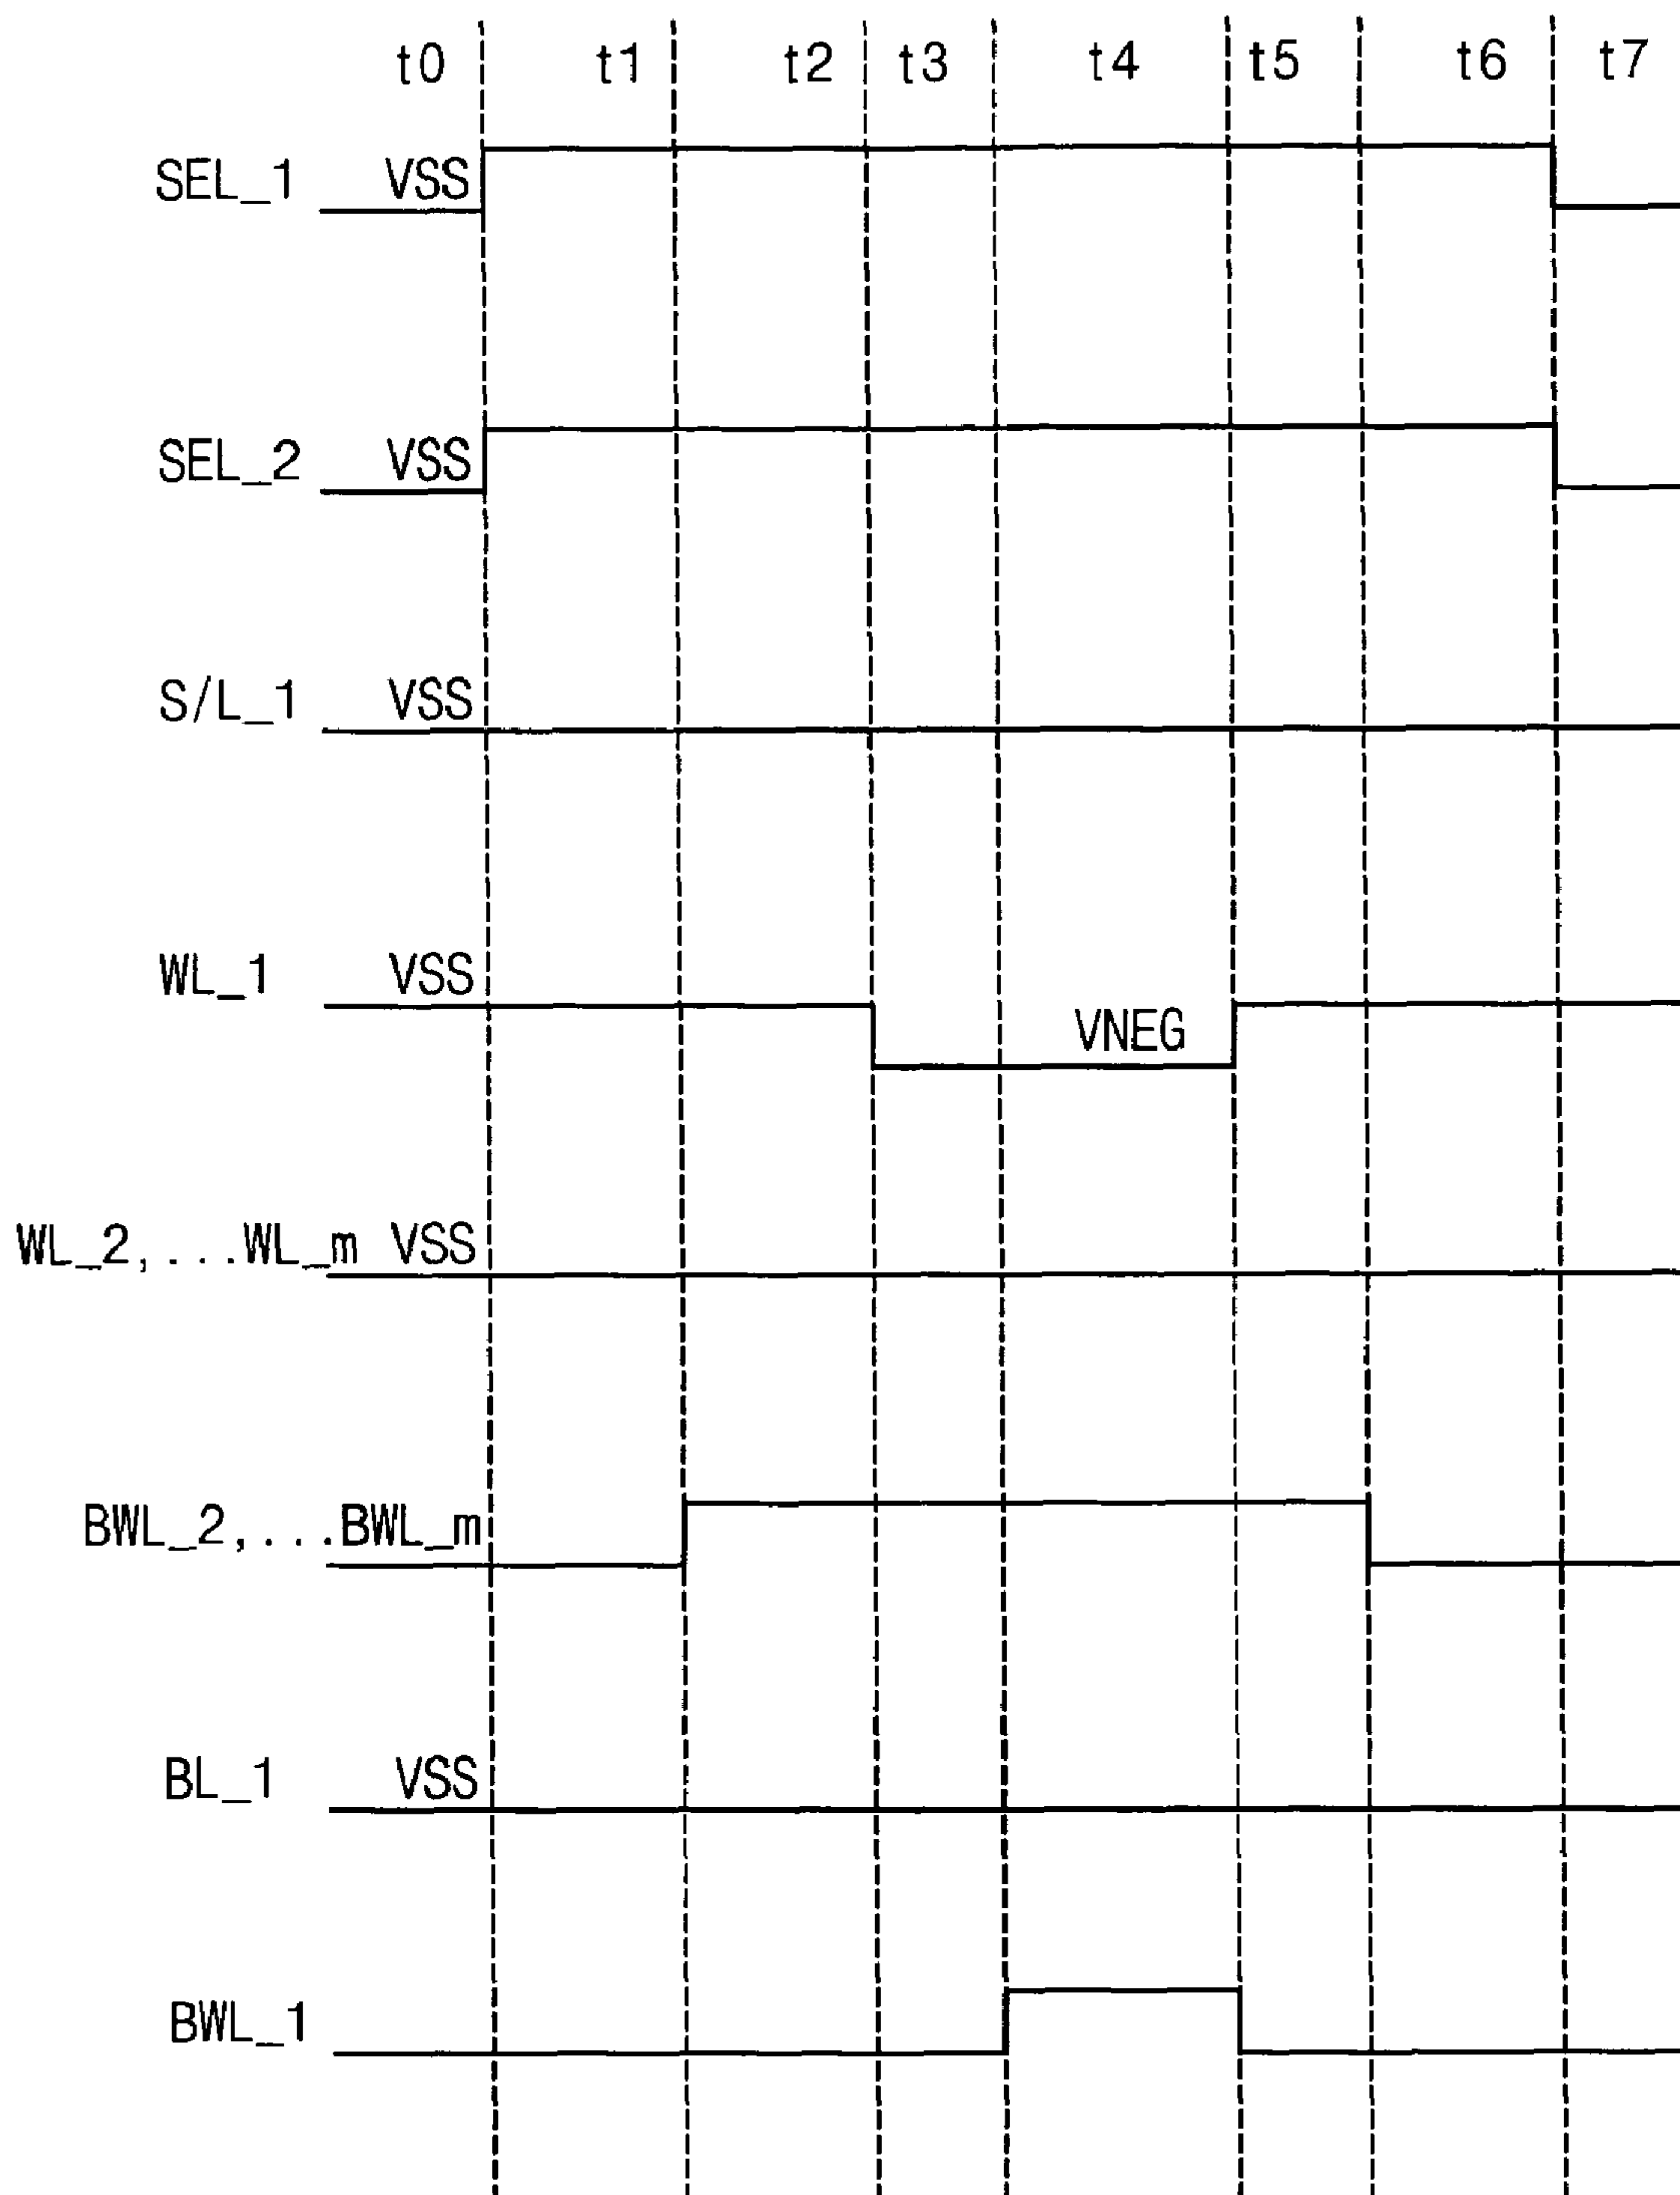 t0 t1 t2 t3 t4 t5 t6 t7
SEL_1 VSS
SEL_2 VSS
S/L_1 VSS
WL_1 VSS
VNEG
WL_2,...WL_m VSS
BWL_2,...BWL_m
BL_1 VSS
BWL_1